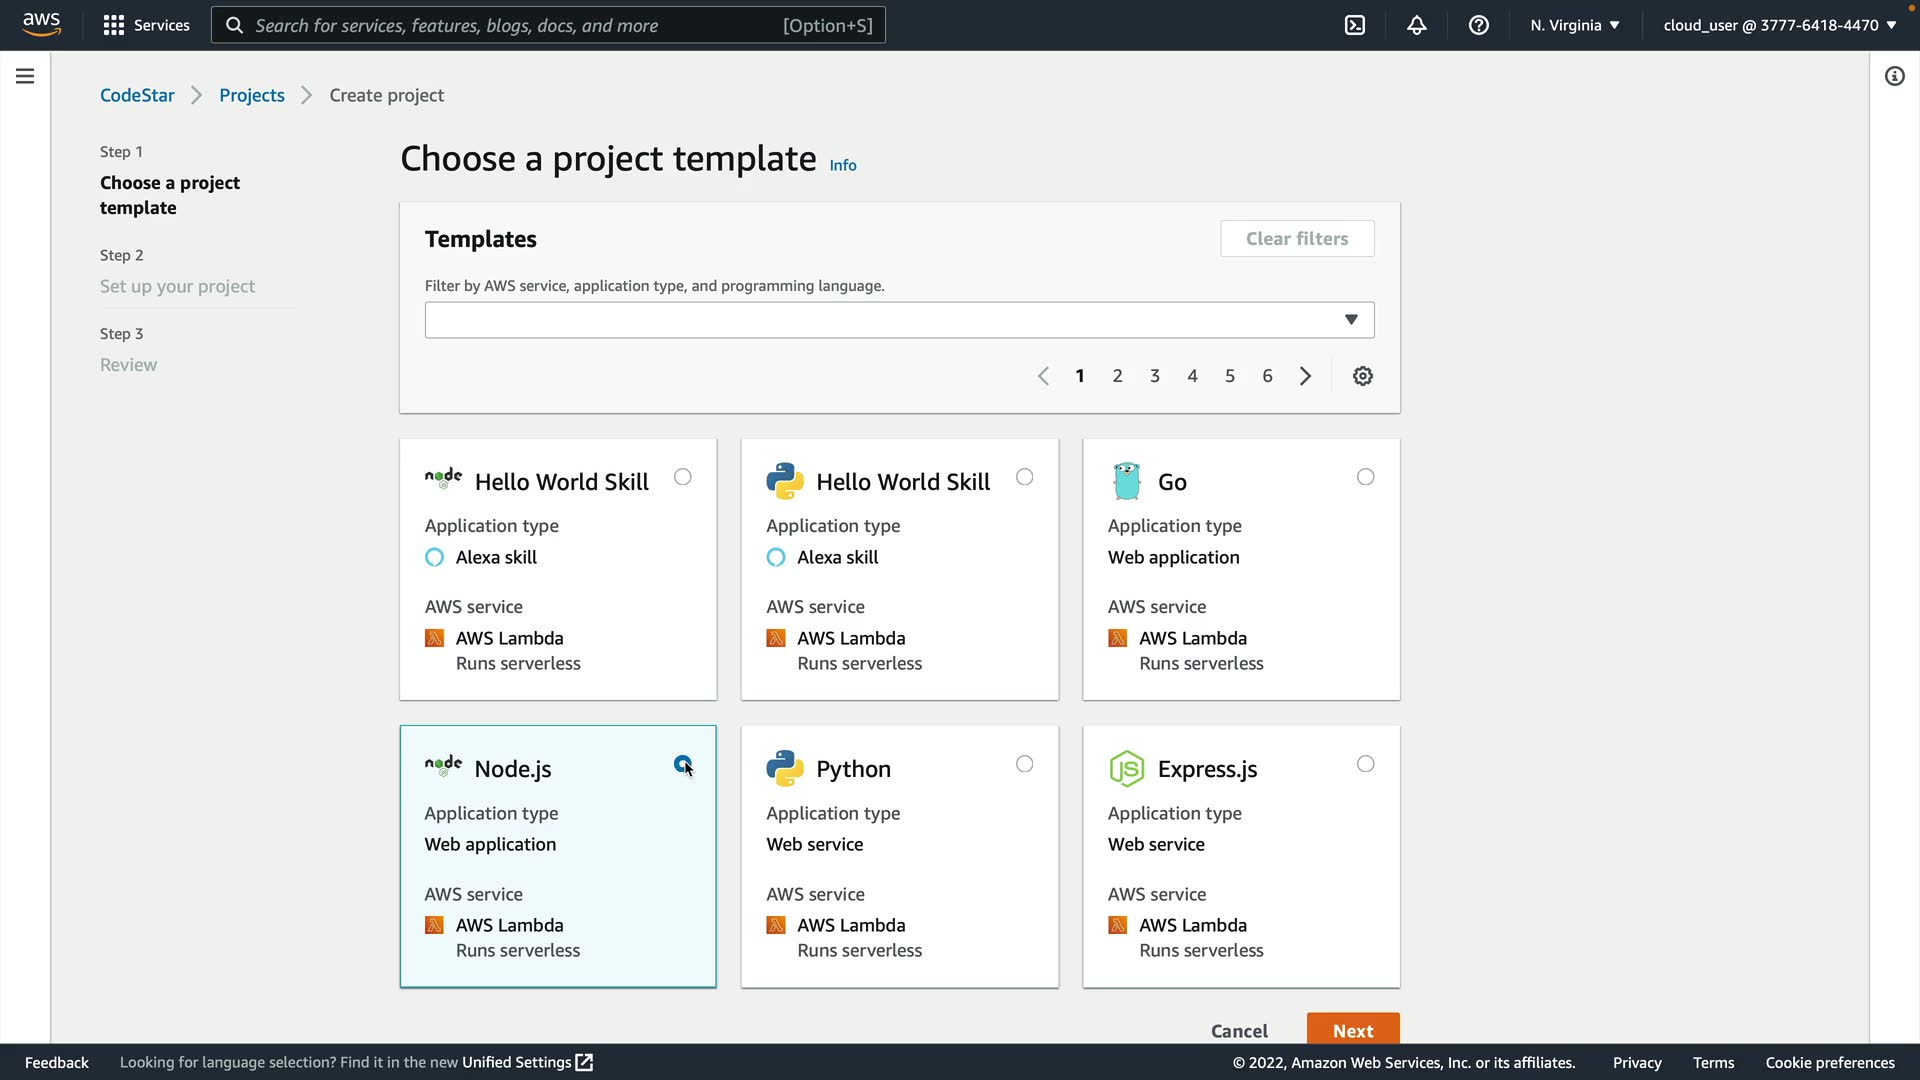 aws
Services
Search for services, features, blogs, docs, and more
[Option+S]
N. Virginia
cloud_user @ 3777-6418-4470
CodeStar
Projects
Create project
Step 1
Choose a project
template
Step 2
Set up your project
Step 3
Review
Choose a project template
Info
Templates
Clear filters
Filter by AWS service, application type, and programming language.
1 2 3 4 5 6
node
Hello World Skill
Application type
Alexa skill
AWS service
AWS Lambda
Runs serverless
Hello World Skill
Application type
Alexa skill
AWS service
AWS Lambda
Runs serverless
Go
Application type
Web application
AWS service
AWS Lambda
Runs serverless
node
Node.js
Application type
Web application
AWS service
AWS Lambda
Runs serverless
Python
Application type
Web service
AWS service
AWS Lambda
Runs serverless
JS
Express.js
Application type
Web service
AWS service
AWS Lambda
Runs serverless
Cancel
Next
Feedback
Looking for language selection? Find it in the new Unified Settings
© 2022, Amazon Web Services, Inc. or its affiliates.
Privacy
Terms
Cookie preferences